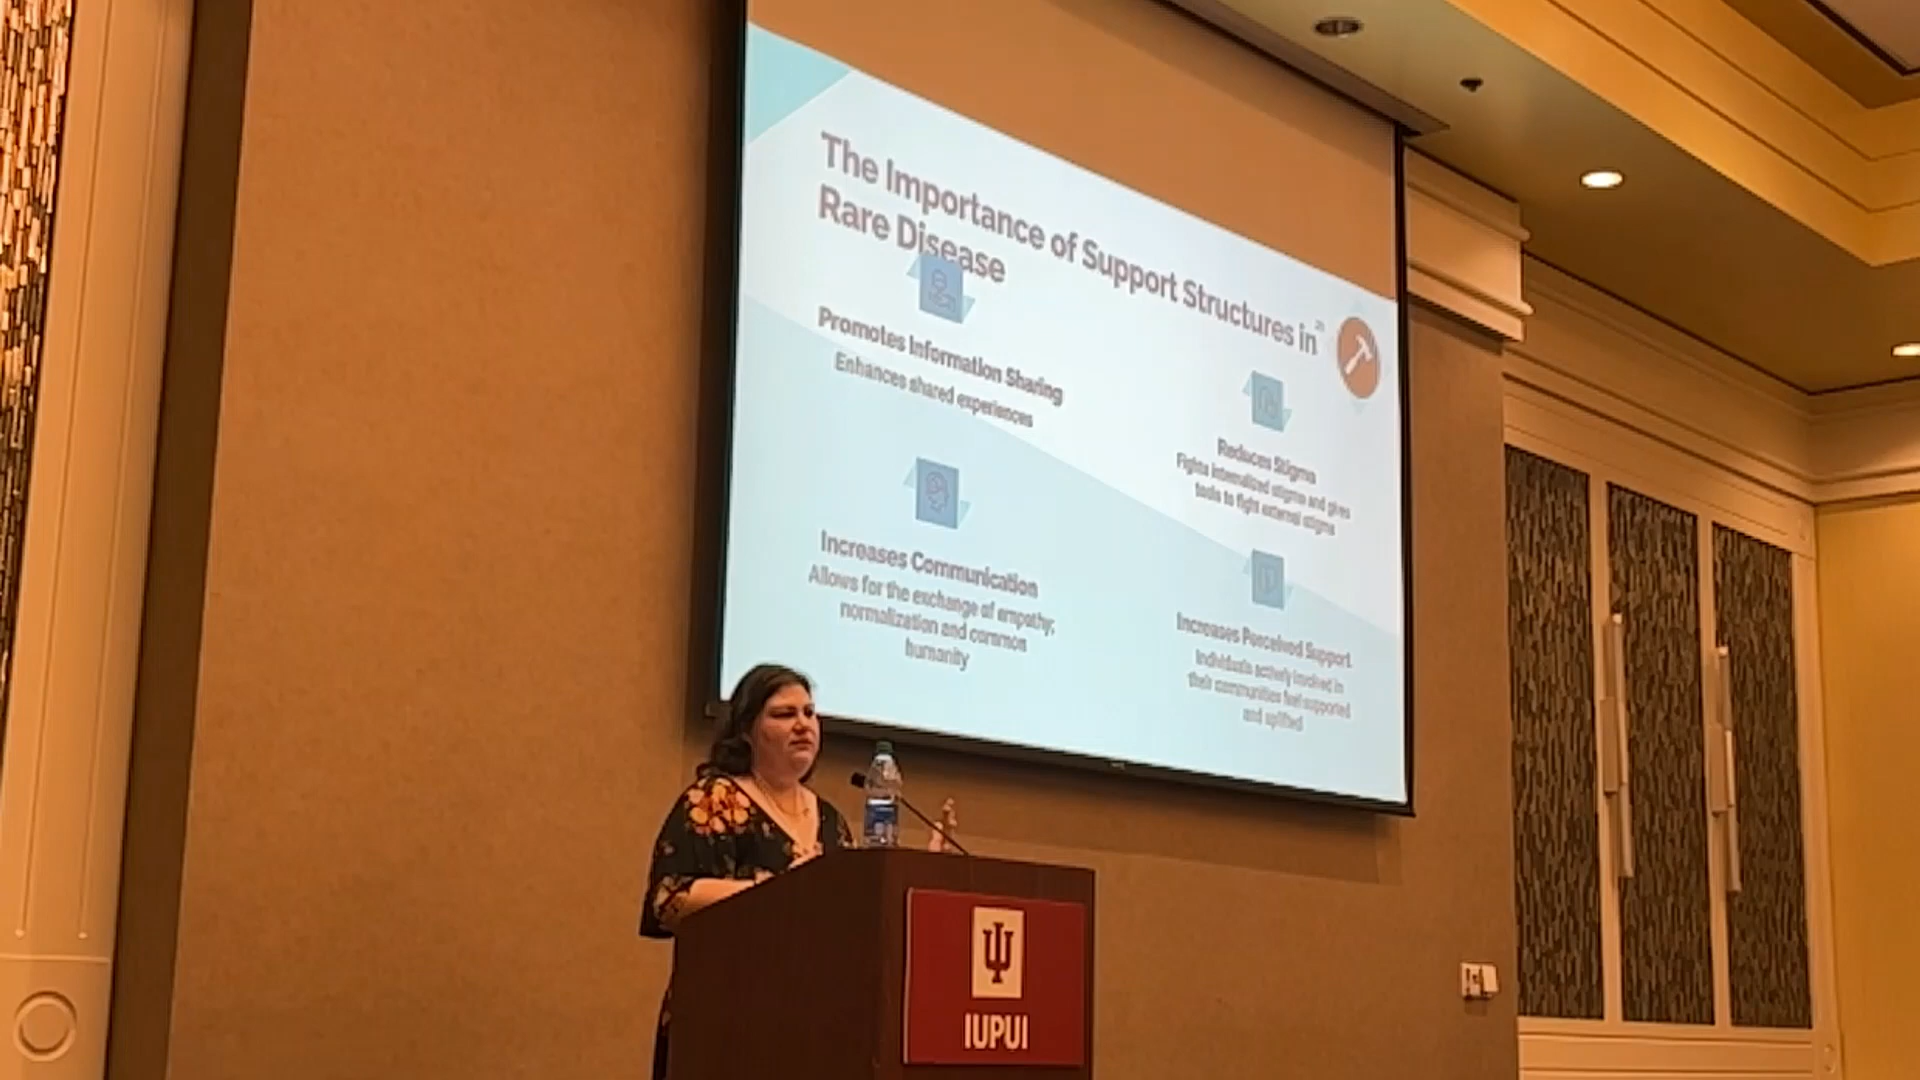 The Importance of Support Structures in
Rare Disease
Promotes Information Sharing
Enhances shared experiences
Reduces Stigma
Fights internalized stigma and gives
tools to fight external stigma
Increases Communication
Allows for the exchange of empathy,
normalization and common
humanity
Increases Perceived Support
Individuals actively involved in
their communities feel supported
and uplifted
IUPUI